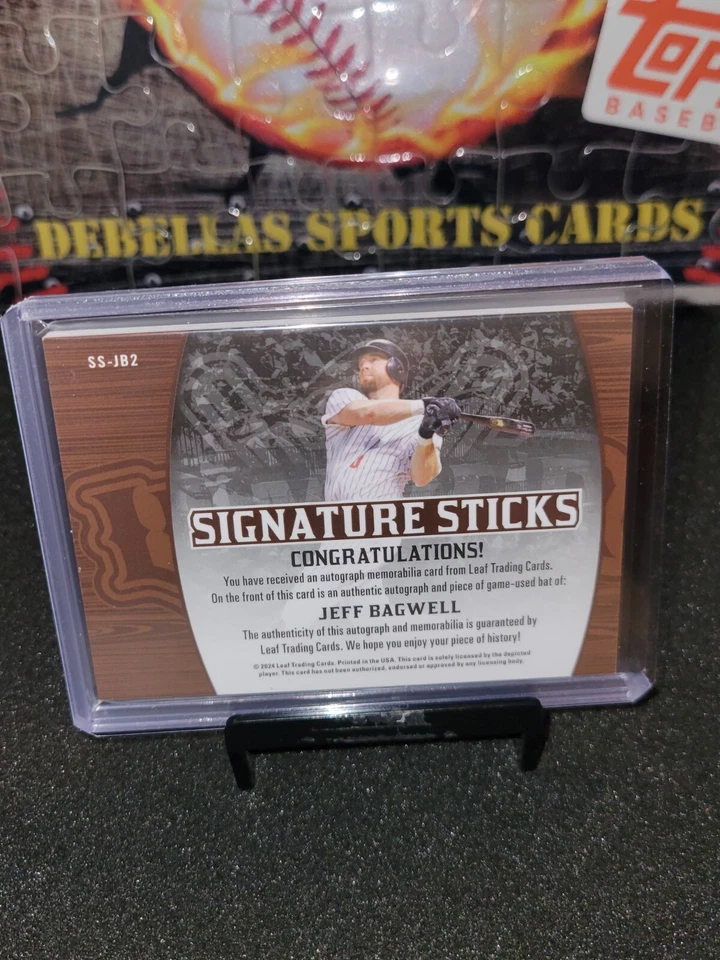 BASEB
DEBELLAS SPORTS CARDS
SS-JB2
SIGNATURE STICKS
CONGRATULATIONS!
You have received an autograph memorabilia card from Leaf Trading Cards.
On the front of this card is an authentic autograph and piece of game-used bat of:
JEFF BAGWELL
The authenticity of this autograph and memorabilia is guaranteed by
Leaf Trading Cards. We hope you enjoy your piece of history!
© 2024 Leaf Trading Cards. Printed in the USA. This card is solely licensed by the depicted
player. This card has not been authorized, endorsed or approved by any licensing body.